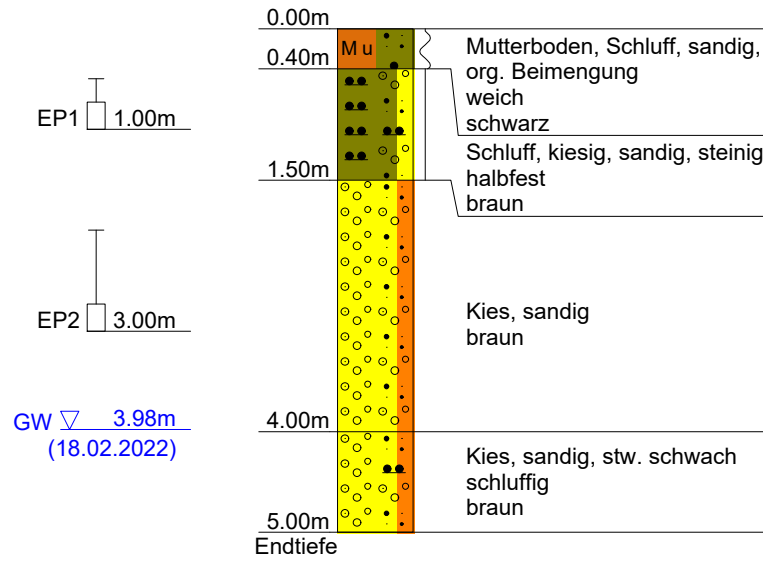 0.00m
Mu
0.40m
Mutterboden, Schluff, sandig,
org. Beimengung
weich
schwarz
EP1 1.00m
Schluff, kiesig, sandig, steinig
halbfest
braun
1.50m
Kies, sandig
braun
EP2 3.00m
GW 3.98m
(18.02.2022)
4.00m
Kies, sandig, stw. schwach
schluffig
braun
5.00m
Endtiefe